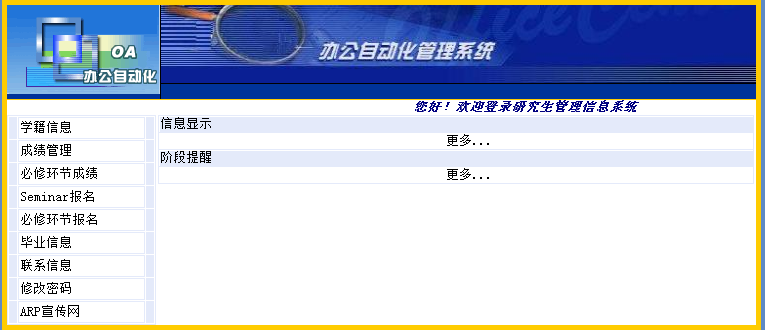 OA
办公自动化
办公自动化管理系统
您好！欢迎登录研究生管理信息系统
学籍信息
成绩管理
必修环节成绩
Seminar报名
必修环节报名
毕业信息
联系信息
修改密码
ARP宣传网
信息显示
更多...
阶段提醒
更多...